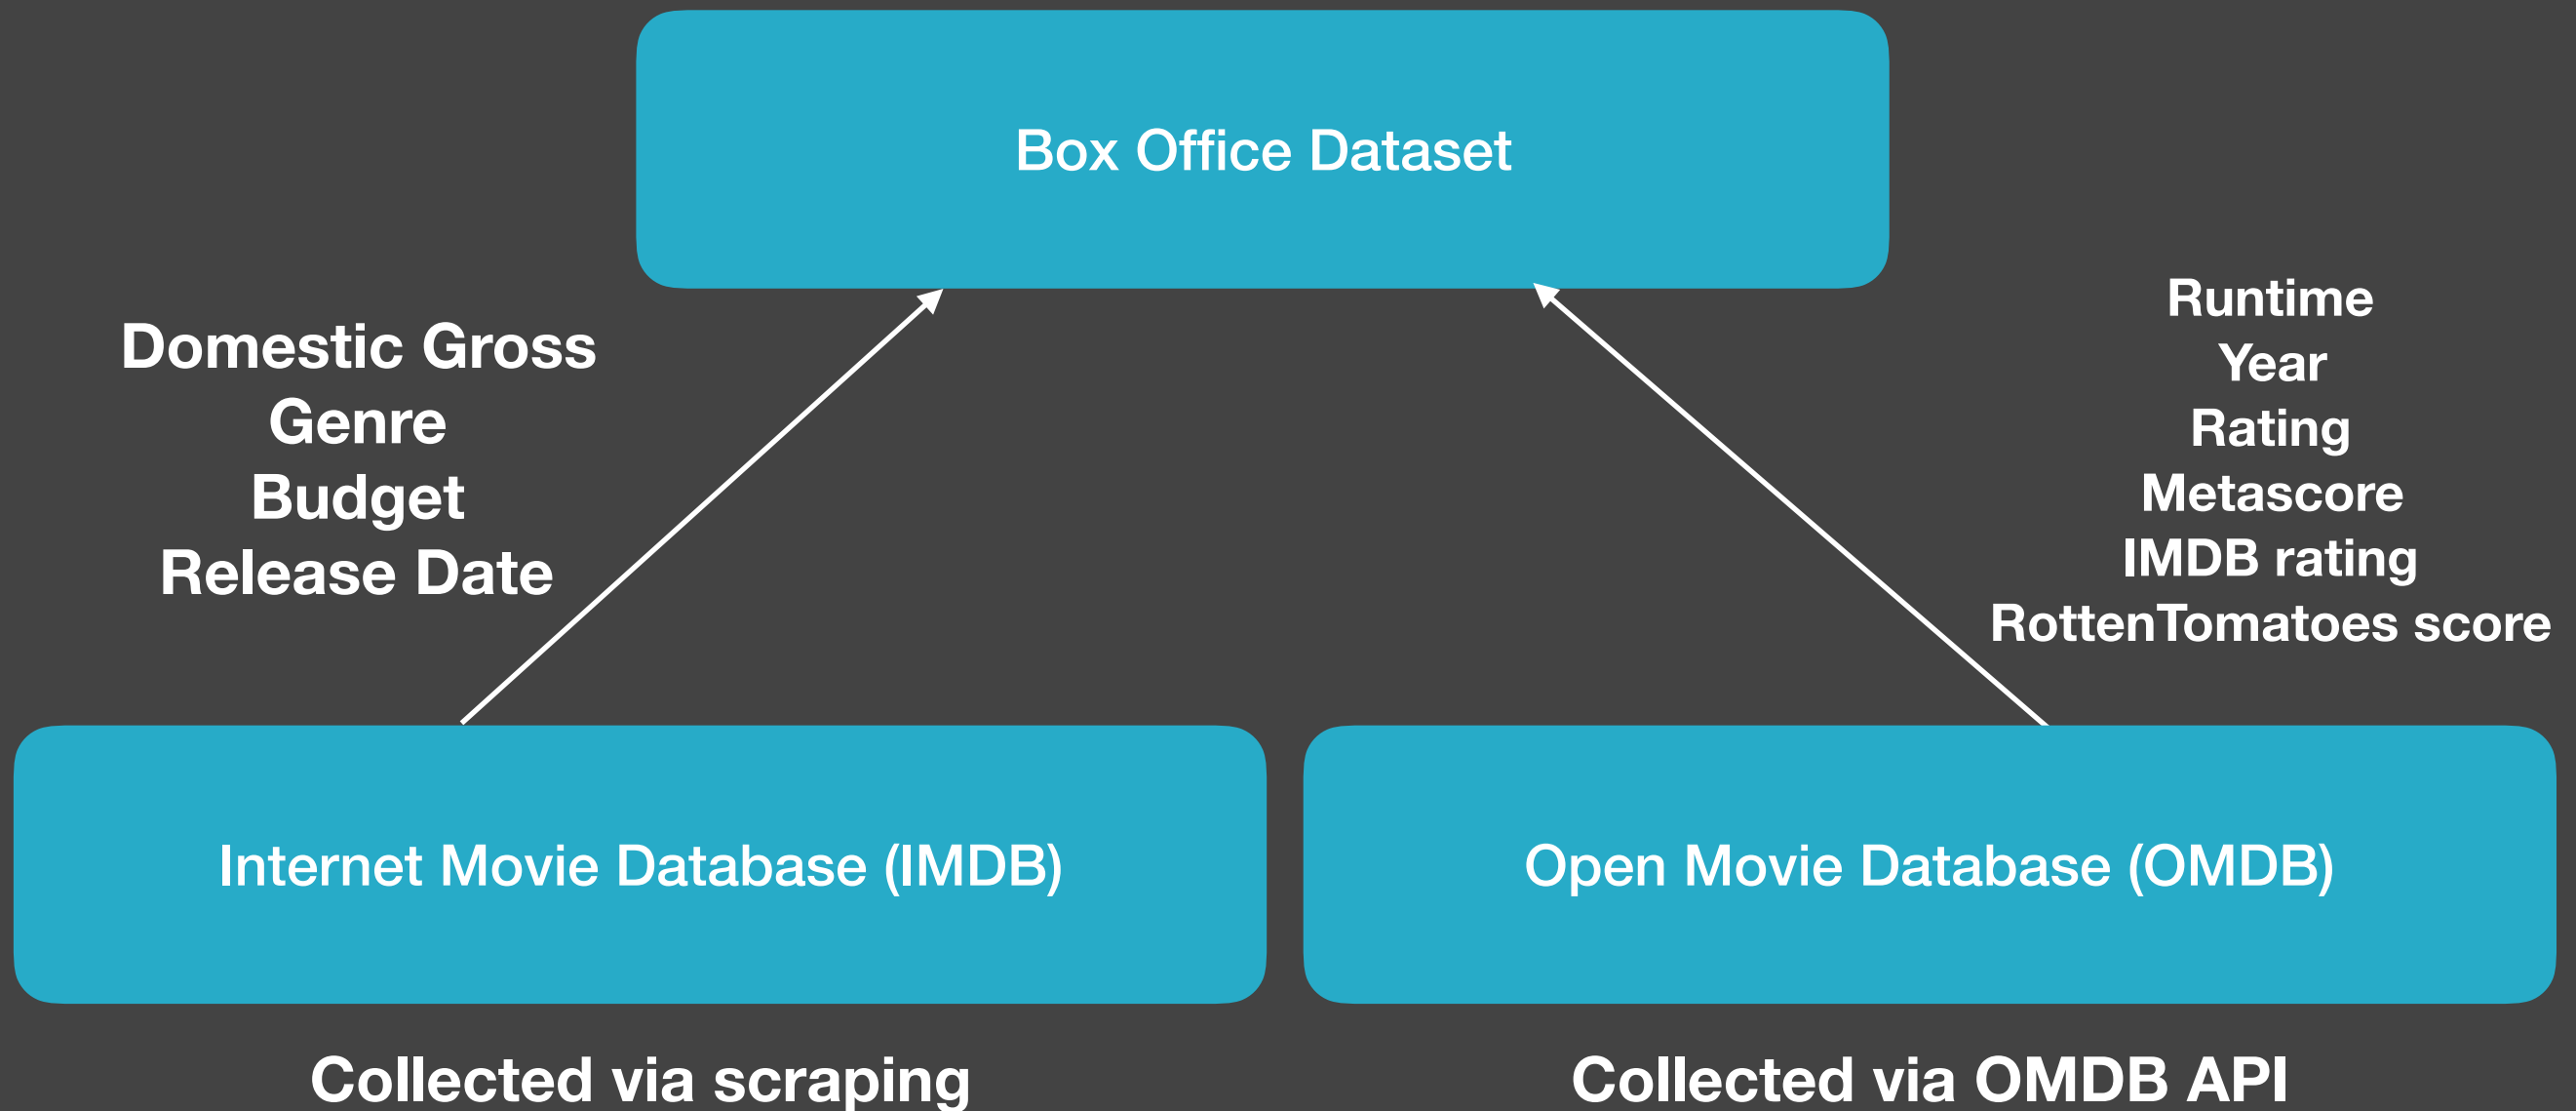 Box Office Dataset
Domestic Gross
Genre
Budget
Release Date
Runtime
Year
Rating
Metascore
IMDB rating
RottenTomatoes score
Internet Movie Database (IMDB)
Open Movie Database (OMDB)
Collected via scraping
Collected via OMDB API